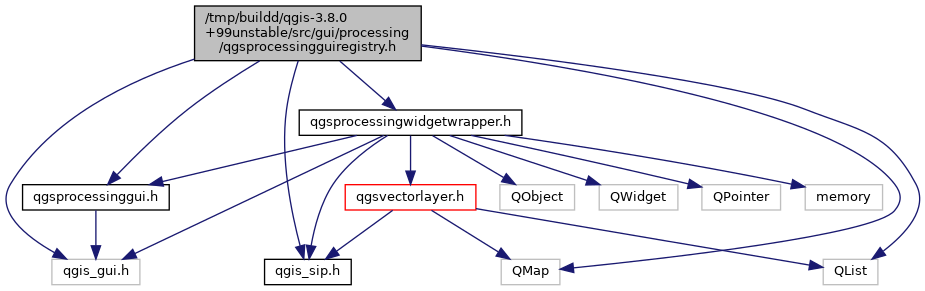 /tmp/buildd/qgis-3.8.0
+99unstable/src/gui/processing
/qgsprocessingguiregistry.h
qgsprocessingwidgetwrapper.h
qgsprocessinggui.h
qgsvectorlayer.h
QObject
QWidget
QPointer
memory
qgis_gui.h
qgis_sip.h
QMap
QList